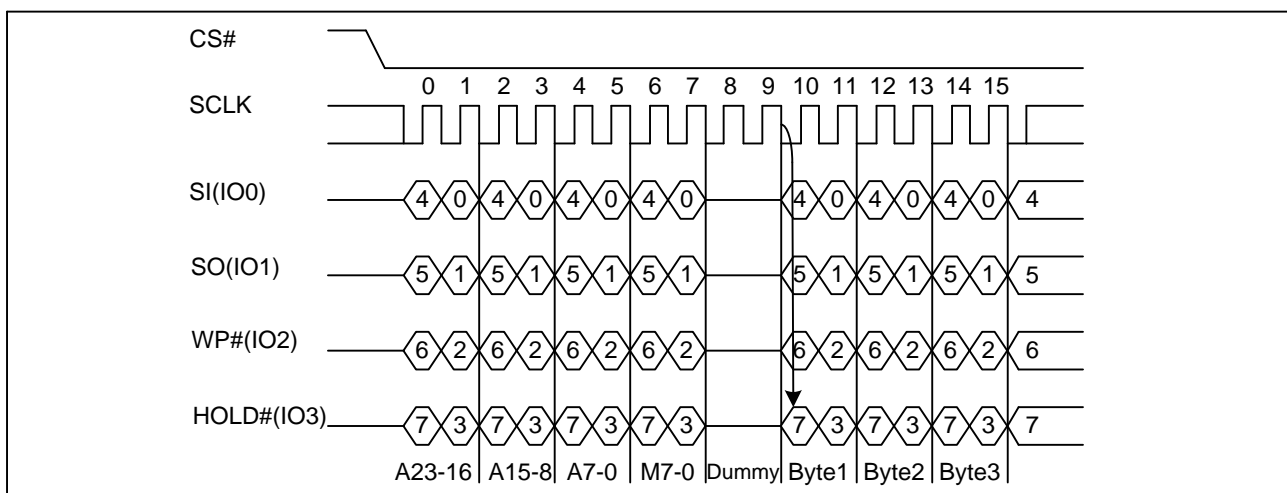 CS#
0 1 2 3 4 5 6 7 8 9 10 11 12 13 14 15
SCLK
SI(IO0) 4 0 4 0 4 0 4 0 4 0 4 0 4 0 4
SO(IO1) 5 1 5 1 5 1 5 1 5 1 5 1 5 1 5
WP#(IO2) 6 2 6 2 6 2 6 2 6 2 6 2 6 2 6
HOLD#(IO3) 7 3 7 3 7 3 7 3 7 3 7 3 7 3 7
A23-16 A15-8 A7-0 M7-0 Dummy Byte1 Byte2 Byte3